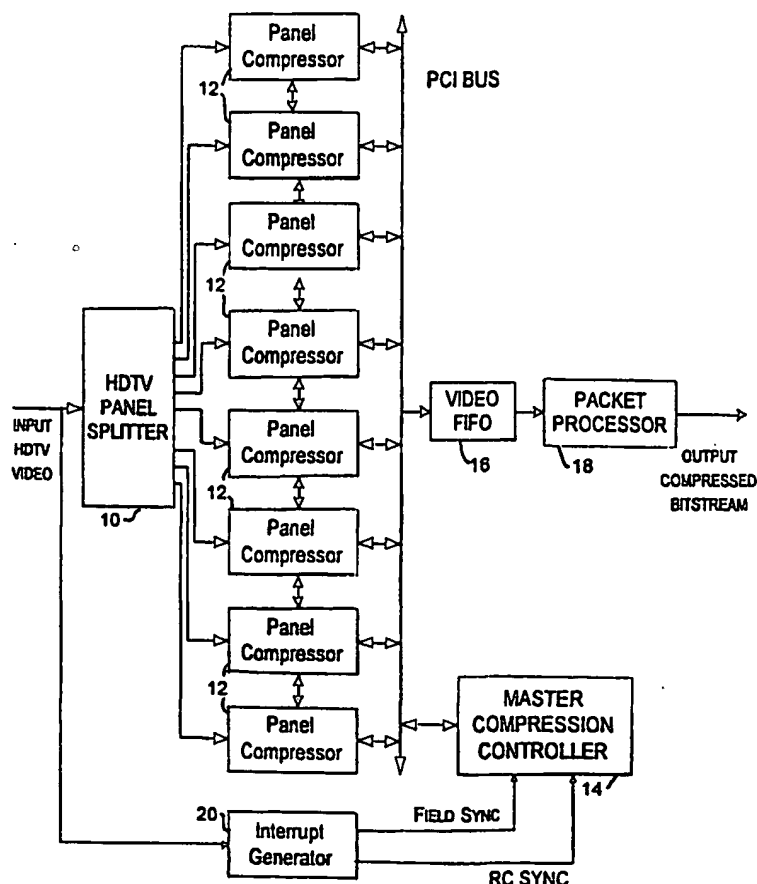 Panel
Compressor
12
PCI BUS
Panel
Compressor
Panel
Compressor
12
12
Panel
Compressor
HDTV
PANEL
SPLITTER
10
INPUT
HDTV
VIDEO
VIDEO
FIFO
16
PACKET
PROCESSOR
18
OUTPUT
COMPRESSED
BITSTREAM
Panel
Compressor
12
12
Panel
Compressor
Panel
Compressor
12
Panel
Compressor
MASTER
COMPRESSION
CONTROLLER
14
20
Interrupt
Generator
FIELD SYNC
RC SYNC